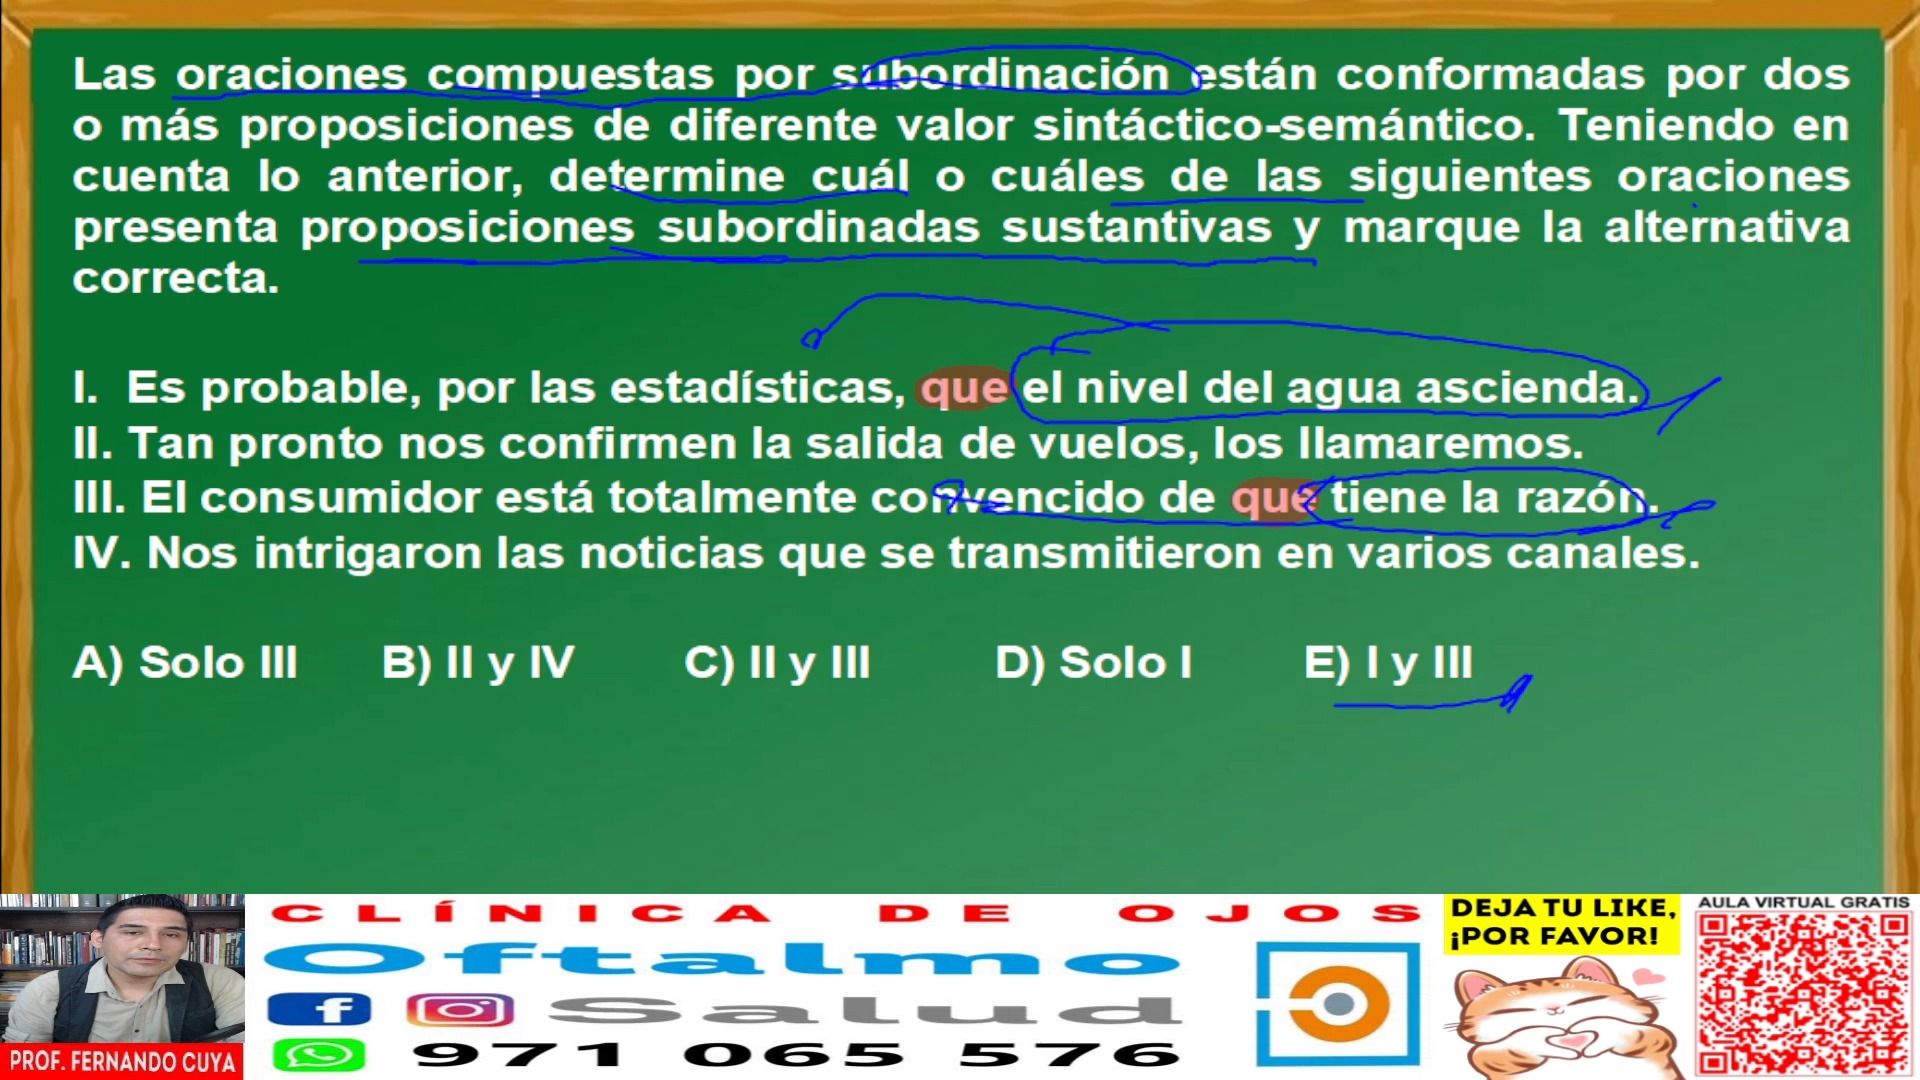 Las oraciones compuestas por subordinación están conformadas por dos
o más proposiciones de diferente valor sintáctico-semántico. Teniendo en
cuenta lo anterior, determine cuál o cuáles de las siguientes oraciones
presenta proposiciones subordinadas sustantivas y marque la alternativa
correcta.
I. Es probable, por las estadísticas, que el nivel del agua ascienda.
II. Tan pronto nos confirmen la salida de vuelos, los llamaremos.
III. El consumidor está totalmente convencido de que tiene la razón.
IV. Nos intrigaron las noticias que se transmitieron en varios canales.
A) Solo III B) II y IV C) II y III D) Solo I E) I y III
CLÍNICA DE OJOS
Oftalmo
Salud
971 065 576
PROF. FERNANDO CUYA
DEJA TU LIKE,
¡POR FAVOR!
AULA VIRTUAL GRATIS